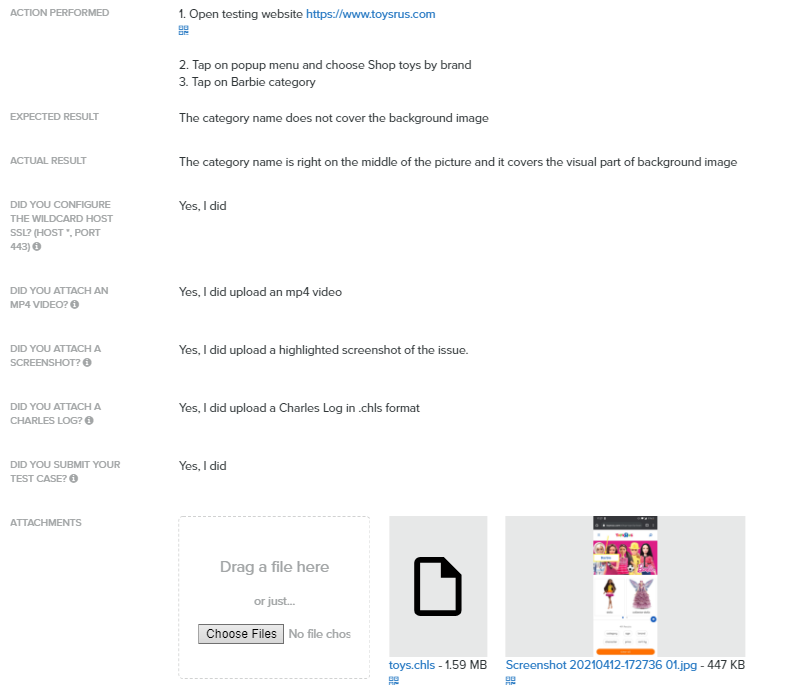 ACTION PERFORMED
1. Open testing website https://www.toysrus.com
2. Tap on popup menu and choose Shop toys by brand
3. Tap on Barbie category
EXPECTED RESULT
The category name does not cover the background image
ACTUAL RESULT
The category name is right on the middle of the picture and it covers the visual part of background image
DID YOU CONFIGURE
THE WILDCARD HOST
SSL? (HOST *, PORT
443)
Yes, I did
DID YOU ATTACH AN
MP4 VIDEO?
Yes, I did upload an mp4 video
DID YOU ATTACH A
SCREENSHOT?
Yes, I did upload a highlighted screenshot of the issue.
DID YOU ATTACH A
CHARLES LOG?
Yes, I did upload a Charles Log in .chls format
DID YOU SUBMIT YOUR
TEST CASE?
Yes, I did
ATTACHMENTS
Drag a file here
or just...
Choose Files No file chos
toys.chls - 1.59 MB
Screenshot 20210412-172736 01.jpg - 447 KB